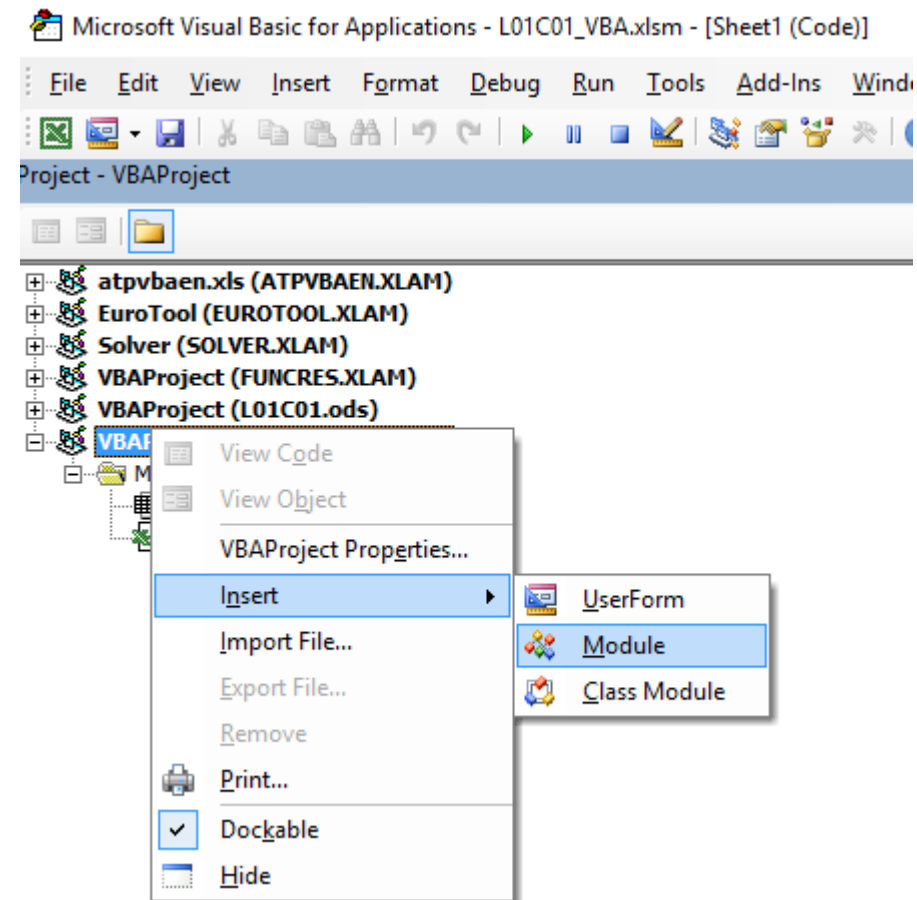 Microsoft Visual Basic for Applications - L01C01_VBA.xlsm - [Sheet1 (Code)]
File Edit View Insert Format Debug Run Tools Add-Ins Windo
Project - VBAProject
atpvbaen.xls (ATPVBAEN.XLAM)
EuroTool (EUROTOOL.XLAM)
Solver (SOLVER.XLAM)
VBAProject (FUNCRES.XLAM)
VBAProject (L01C01.ods)
VBAP
M
View Code
View Object
VBAProject Properties...
Insert
UserForm
Import File...
Module
Export File...
Class Module
Remove
Print...
Dockable
Hide